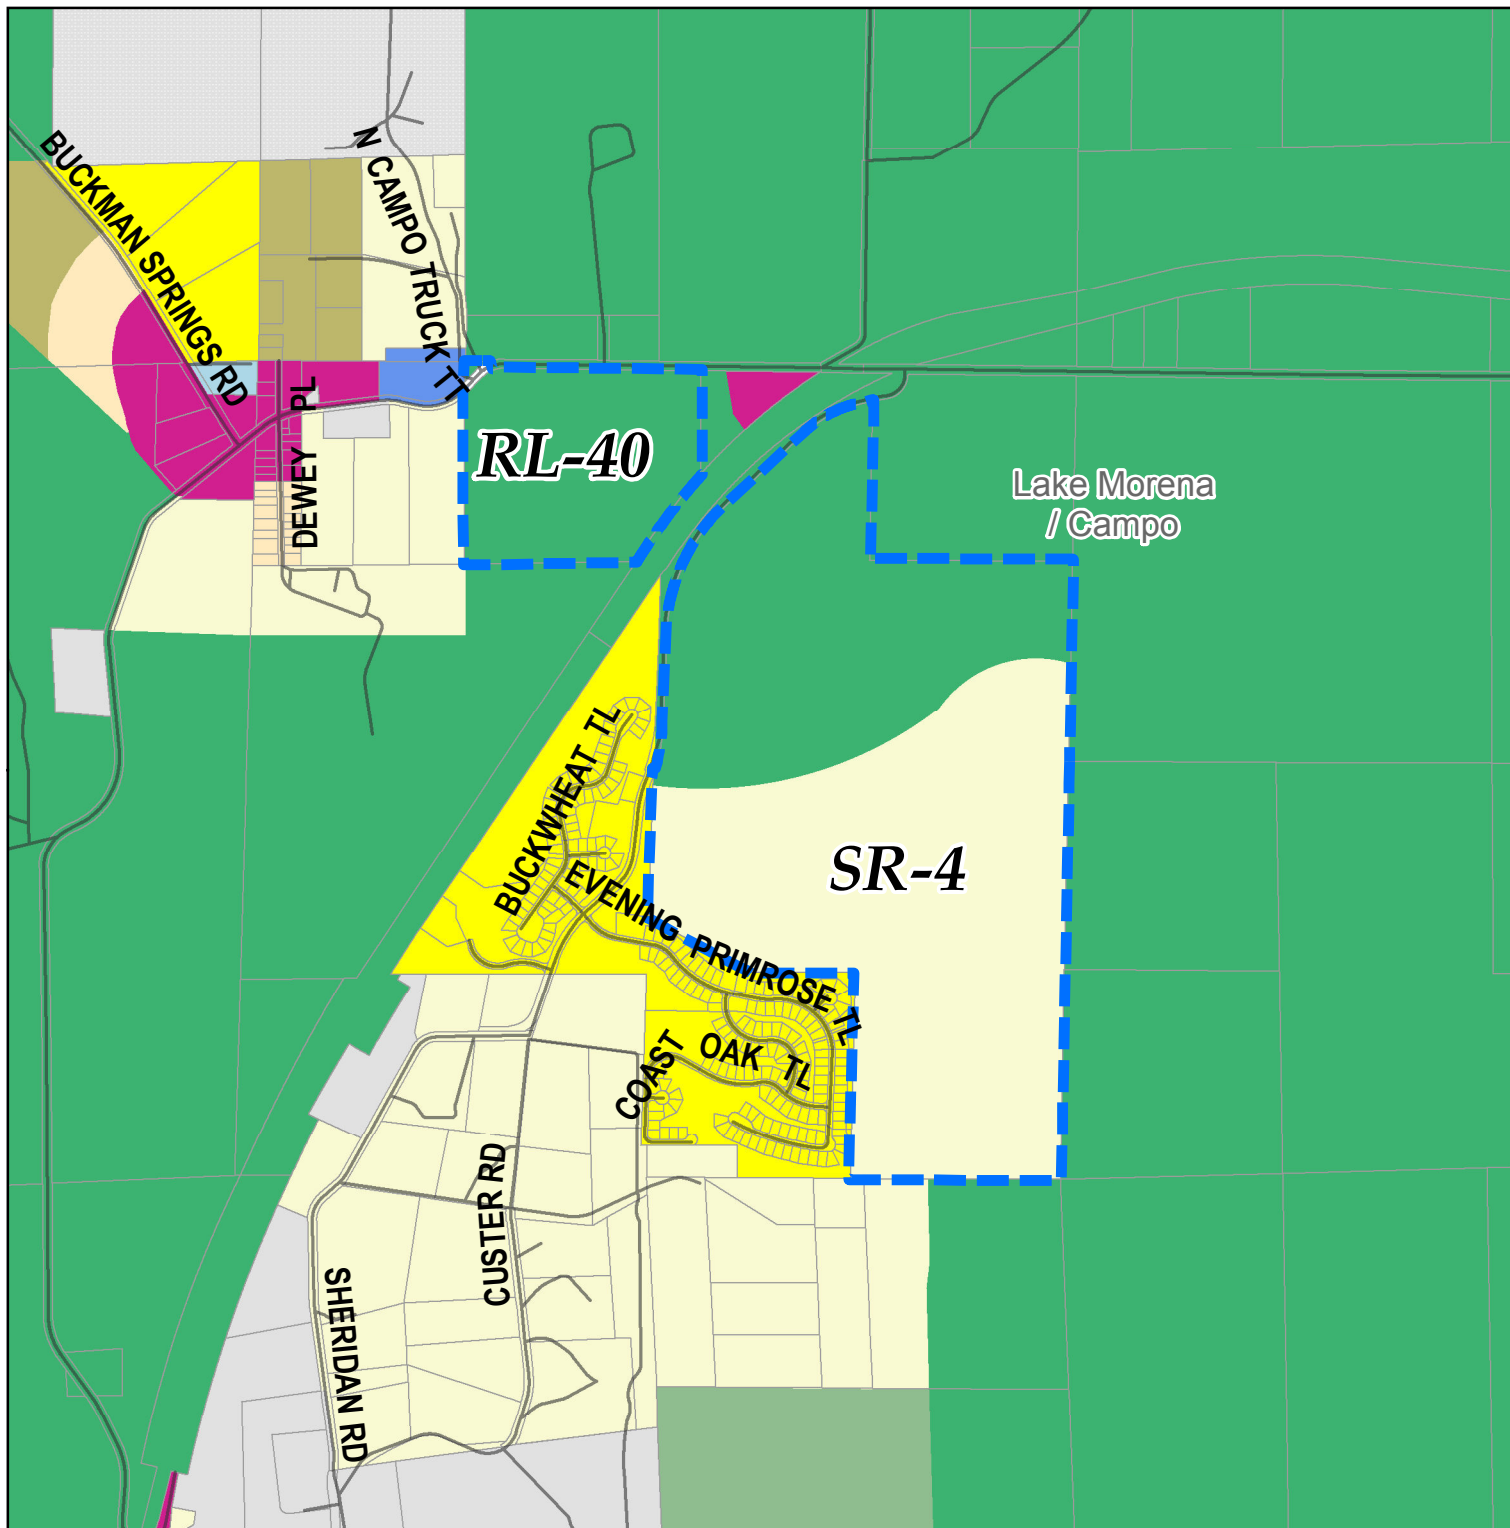 BUCKMAN SPRINGS RD
N CAMPO TRUCK TT
DEWEY PL
RL-40
Lake Morena
/ Campo
BUCKWHEAT TL
SR-4
EVENING PRIMROSE TL
COAST OAK TL
CUSTER RD
SHERIDAN RD